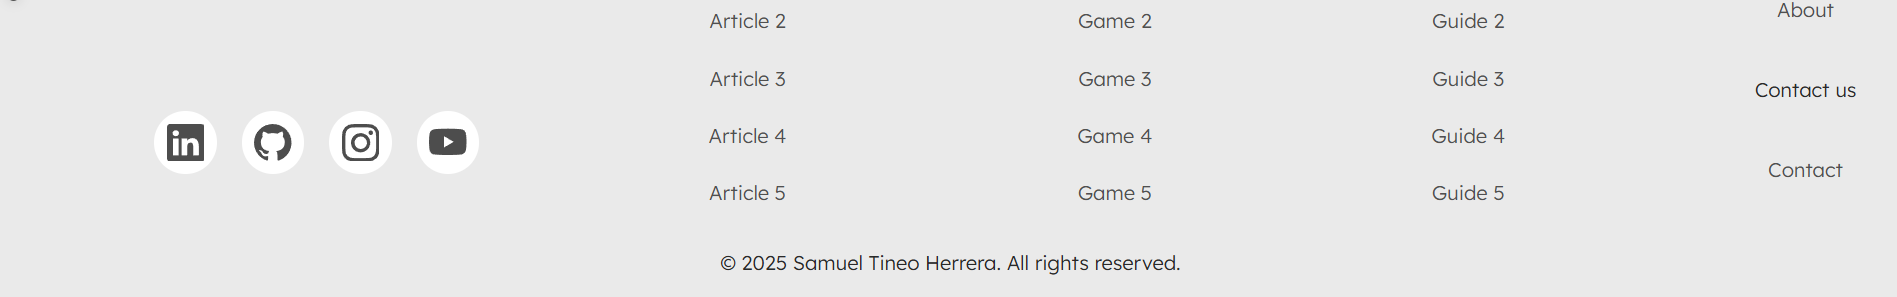 Article 2
Article 3
Article 4
Article 5
Game 2
Game 3
Game 4
Game 5
Guide 2
Guide 3
Guide 4
Guide 5
About
Contact us
Contact
© 2025 Samuel Tineo Herrera. All rights reserved.